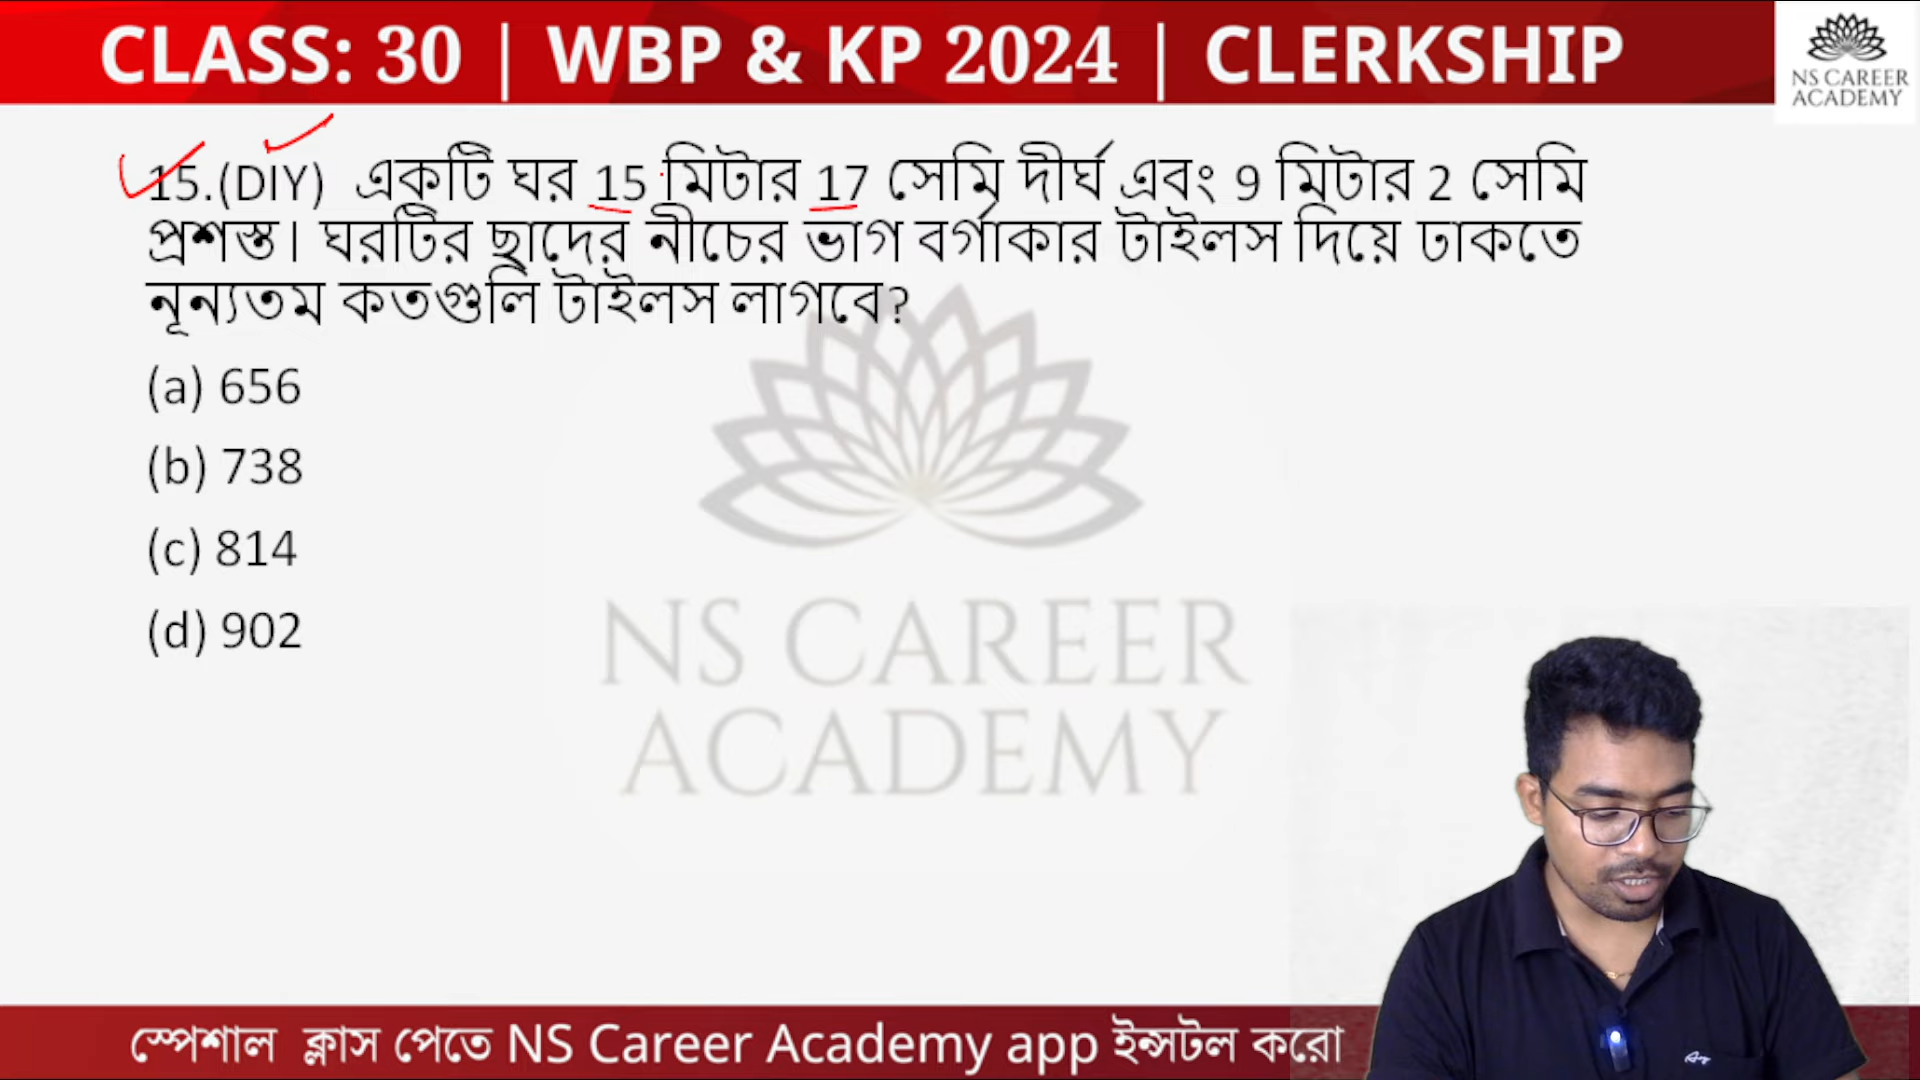 CLASS: 30 | WBP & KP 2024 | CLERKSHIP
NS CAREER
ACADEMY
15.(DIY) একটি ঘর 15 মিটার 17 সেমি দীর্ঘ এবং 9 মিটার 2 সেমি
প্রশস্ত। ঘরটির ছাদের নীচের ভাগ বর্গাকার টাইলস দিয়ে ঢাকতে
নূন্যতম কতগুলি টাইলস লাগবে?
(a) 656
(b) 738
(c) 814
(d) 902
NS CAREER
ACADEMY
স্পেশাল ক্লাস পেতে NS Career Academy app ইন্সটল করো